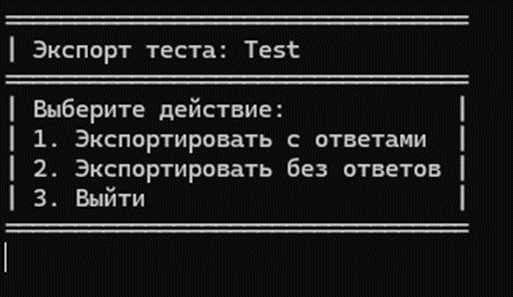 ================================
| Экспорт теста: Test
================================
| Выберите действие:            |
| 1. Экспортировать с ответами  |
| 2. Экспортировать без ответов |
| 3. Выйти                      |
================================